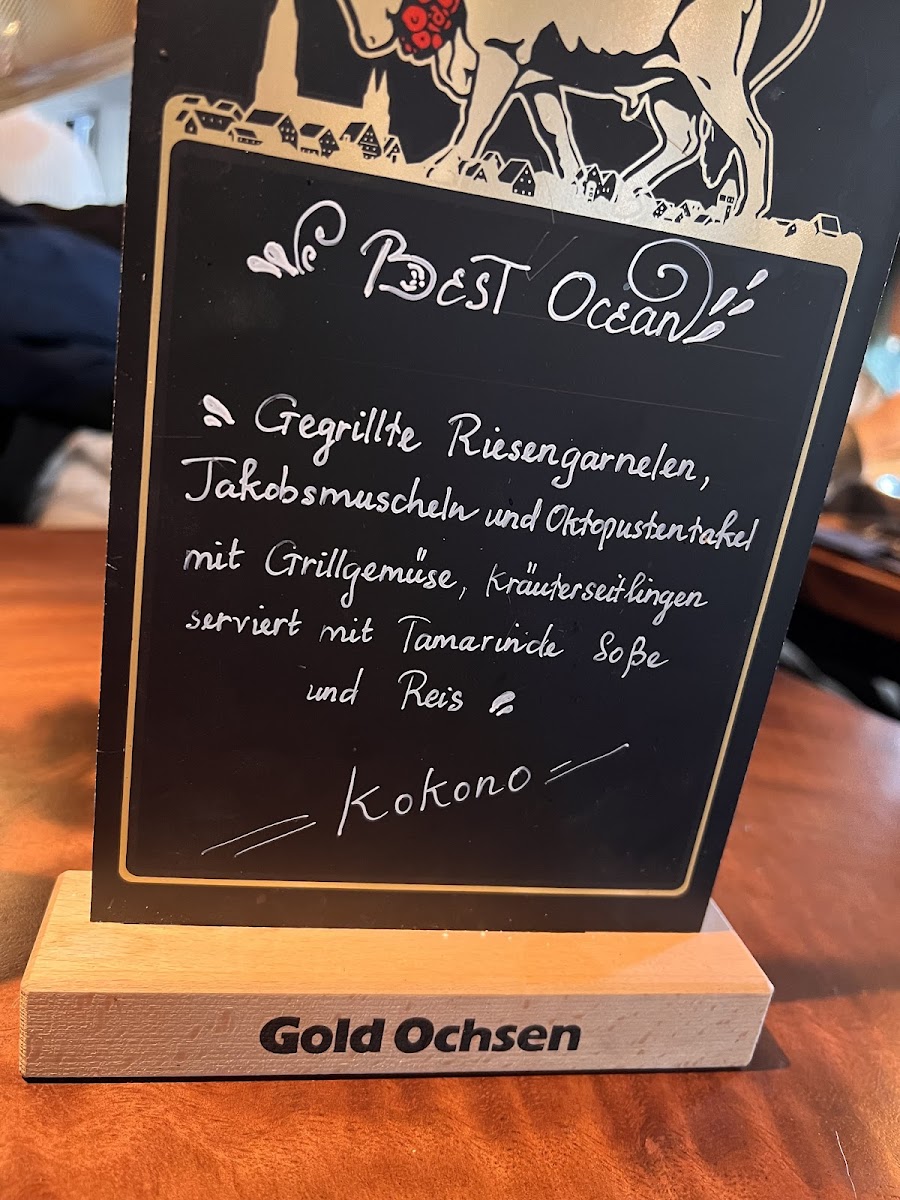 Best Ocean
Gegrillte Riesengarnelen,
Jakobsmuscheln und Oktopustentakel
mit Grillgemüse, Kräuterseitlingen
serviert mit Tamarinde Soße
und Reis
Kokono
Gold Ochsen